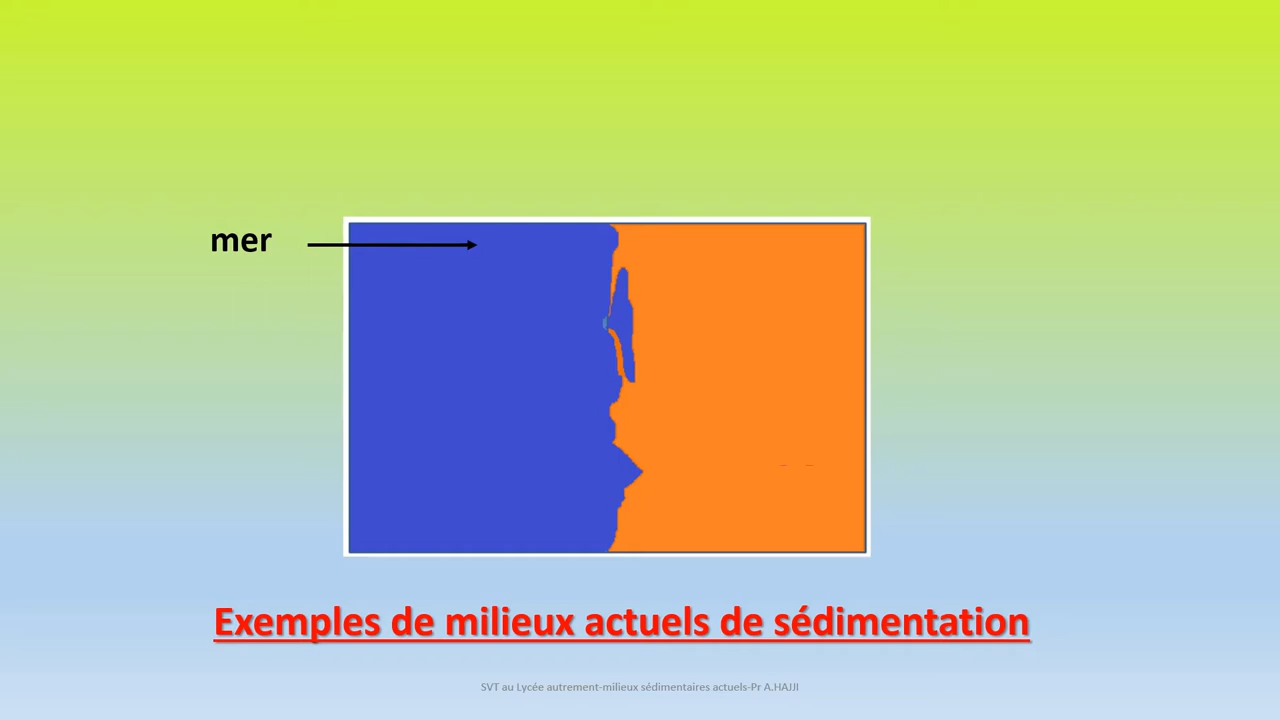 mer
Exemples de milieux actuels de sédimentation
SVT au Lycée autrement-milieux sédimentaires actuels-Pr A.HAJJI